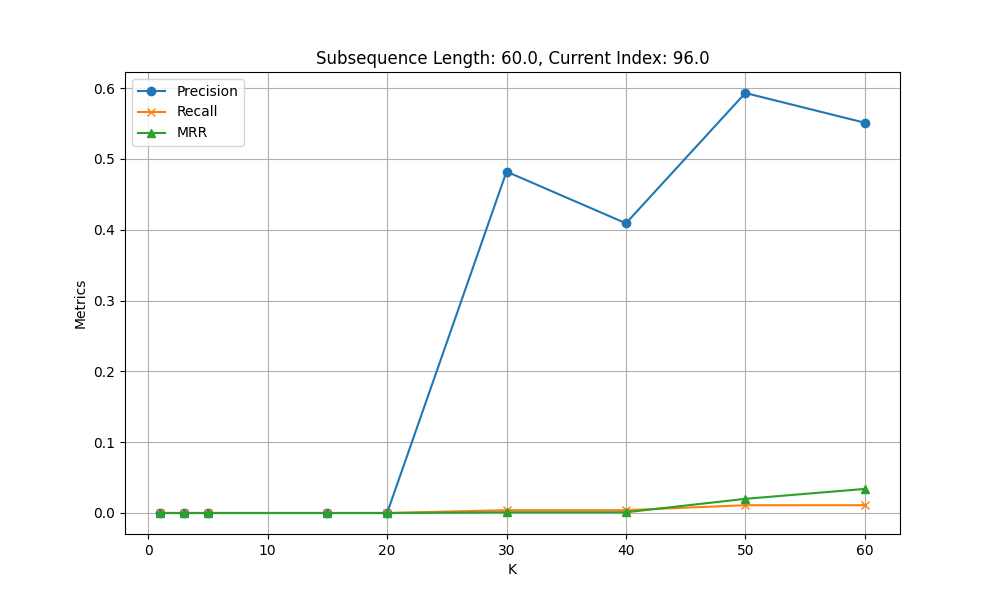 Subsequence Length: 60.0, Current Index: 96.0
Precision
Recall
MRR
Metrics
0.6
0.5
0.4
0.3
0.2
0.1
0.0
0 10 20 30 40 50 60
K